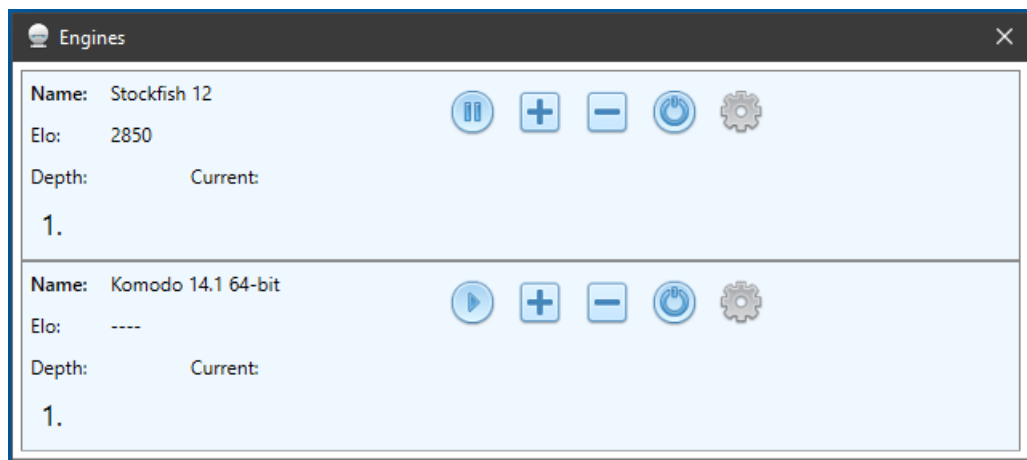 Engines
Name: Stockfish 12
Elo: 2850
Depth: Current:
1.
Name: Komodo 14.1 64-bit
Elo: ----
Depth: Current:
1.